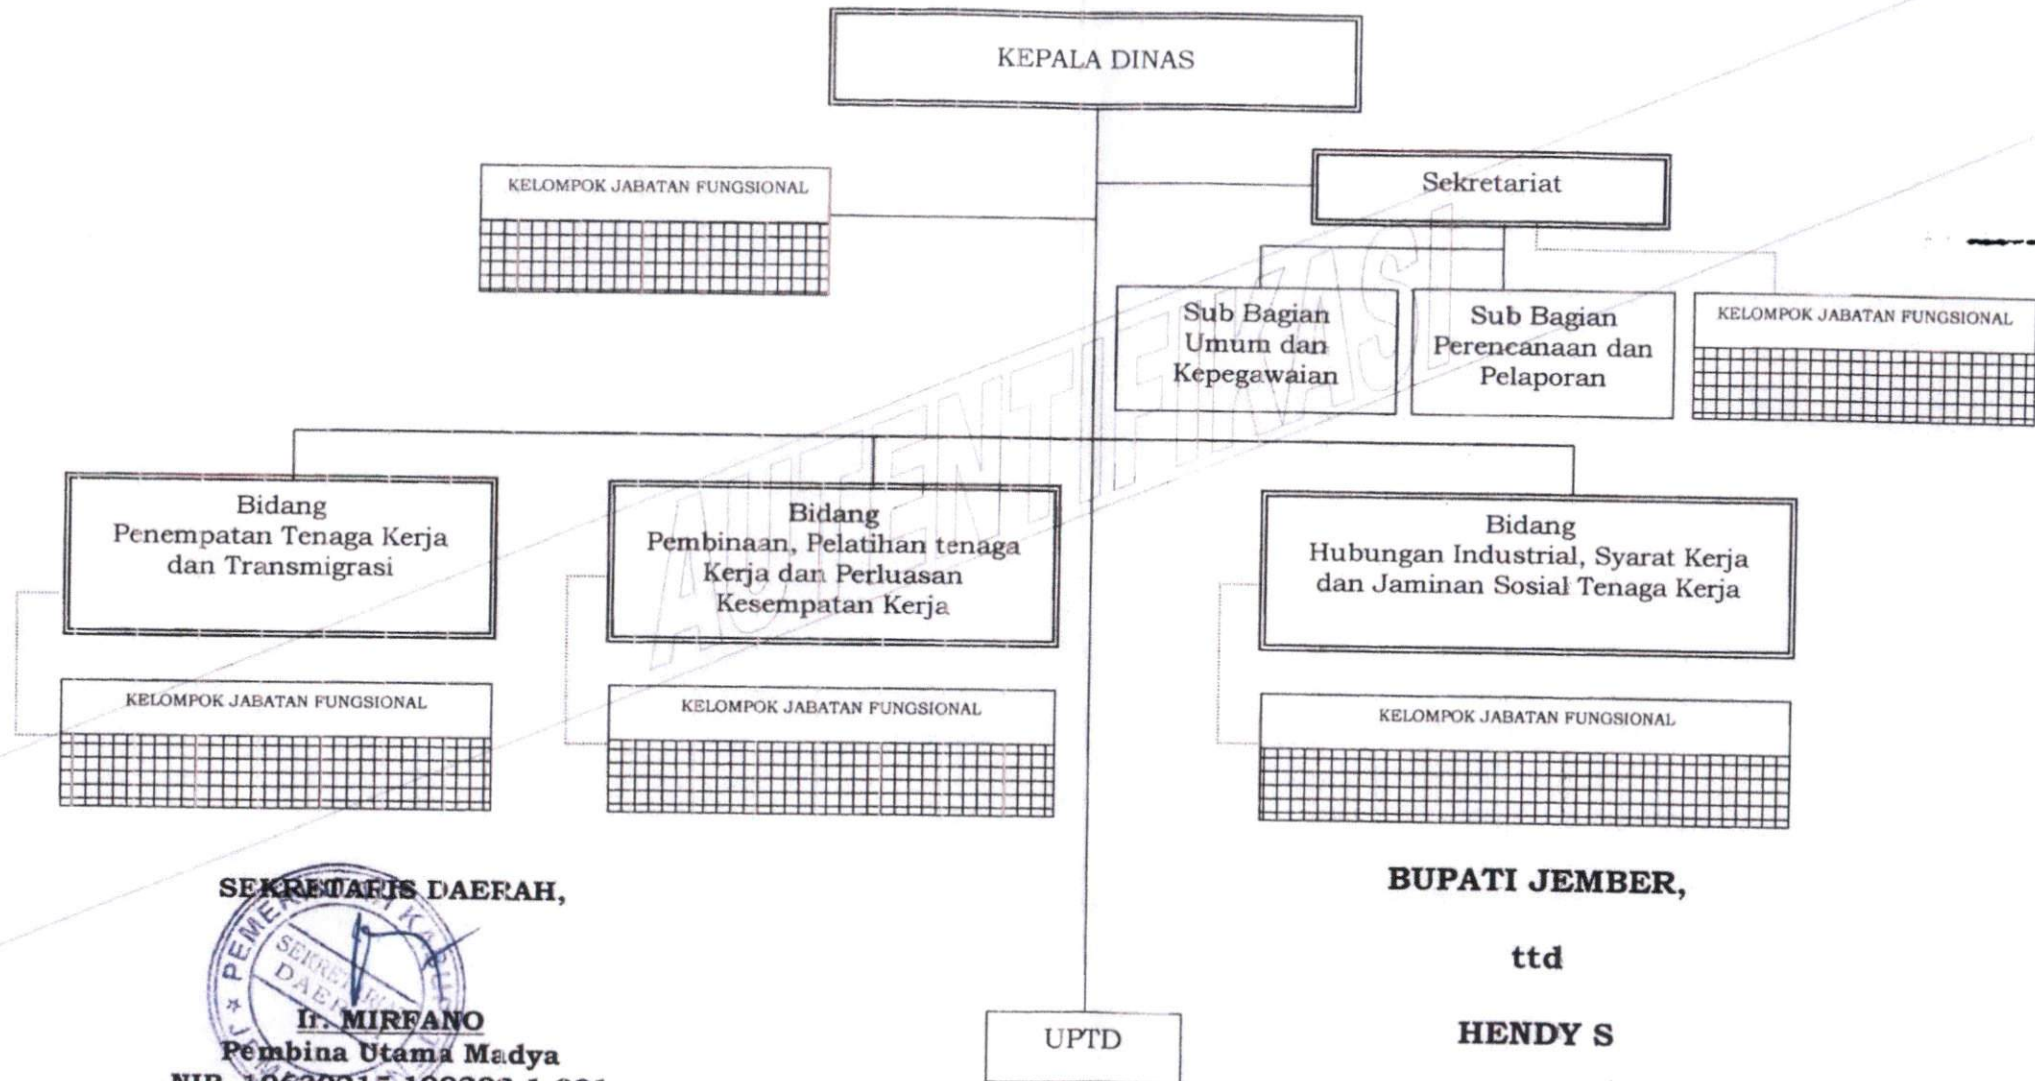 KEPALA DINAS
KELOMPOK JABATAN FUNGSIONAL
Sekretariat
Sub Bagian
Umum dan
Kepegawaian
Sub Bagian
Perencanaan dan
Pelaporan
KELOMPOK JABATAN FUNGSIONAL
AUTENTIFIKASI
Bidang
Penempatan Tenaga Kerja
dan Transmigrasi
Bidang
Pembinaan, Pelatihan tenaga
Kerja dan Perluasan
Kesempatan Kerja
Bidang
Hubungan Industrial, Syarat Kerja
dan Jaminan Sosial Tenaga Kerja
KELOMPOK JABATAN FUNGSIONAL
KELOMPOK JABATAN FUNGSIONAL
KELOMPOK JABATAN FUNGSIONAL
SEKRETARIS DAERAH,
Ir. MIRFANO
Pembina Utama Madya
NIP.
BUPATI JEMBER,
ttd
HENDY S
UPTD